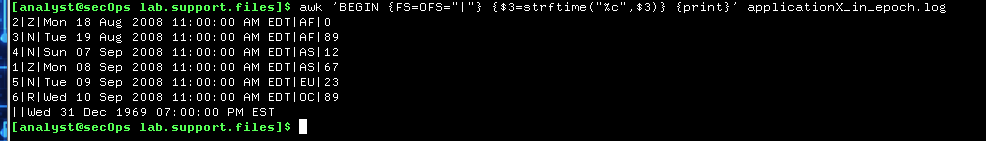 [analyst@secOps lab.support.files]$ awk 'BEGIN {FS=OFS="|"} {$3=strftime("%c",$3)} {print}' applicationX_in_epoch.log
2|Z|Mon 18 Aug 2008 11:00:00 AM EDT|AF|0
3|N|Tue 19 Aug 2008 11:00:00 AM EDT|AF|89
4|N|Sun 07 Sep 2008 11:00:00 AM EDT|AS|12
1|Z|Mon 08 Sep 2008 11:00:00 AM EDT|AS|67
5|N|Tue 09 Sep 2008 11:00:00 AM EDT|EU|23
6|R|Wed 10 Sep 2008 11:00:00 AM EDT|OC|89
||Wed 31 Dec 1969 07:00:00 PM EST
[analyst@secOps lab.support.files]$